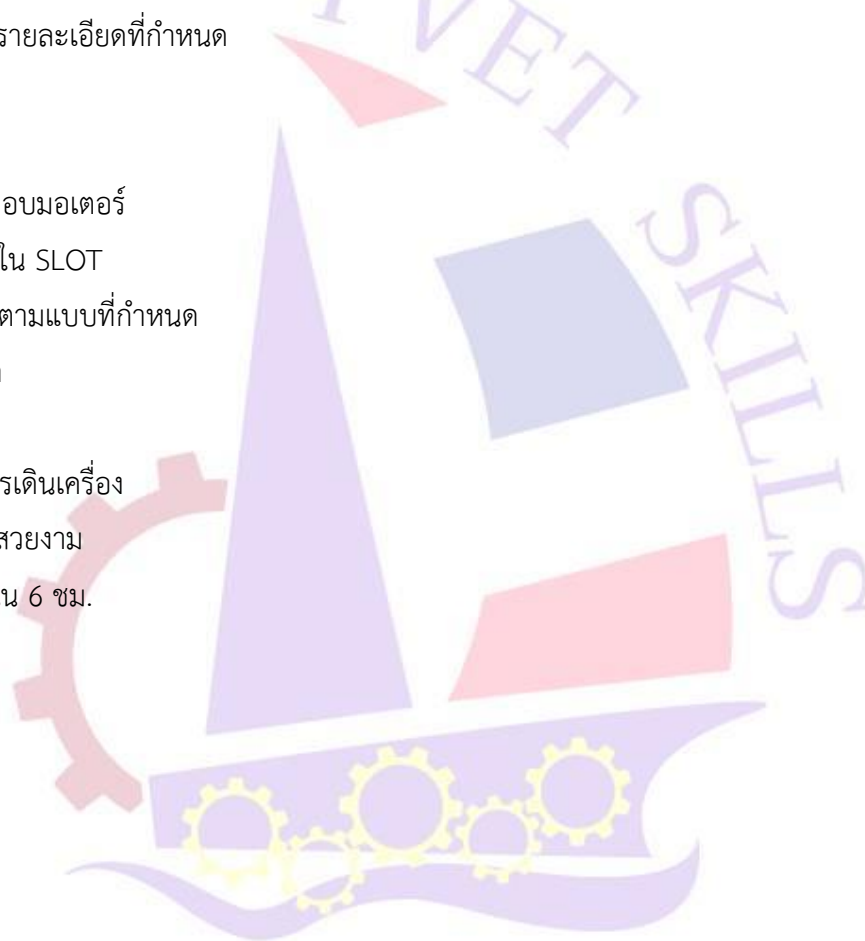 รายละเอียดที่กำหนด
อบมอเตอร์
ใน SLOT
ตามแบบที่กำหนด
รเดินเครื่อง
สวยงาม
น 6 ชม.
VET SKILLS